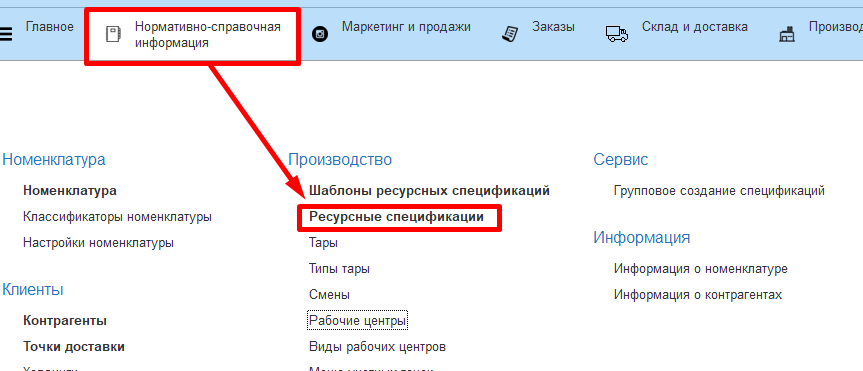 Главное
Нормативно-справочная
информация
Маркетинг и продажи
Заказы
Склад и доставка
Производ
Номенклатура
Номенклатура
Классификаторы номенклатуры
Настройки номенклатуры
Клиенты
Контрагенты
Точки доставки
Производство
Шаблоны ресурсных спецификаций
Ресурсные спецификации
Тары
Типы тары
Смены
Рабочие центры
Виды рабочих центров
Сервис
Групповое создание спецификаций
Информация
Информация о номенклатуре
Информация о контрагентах